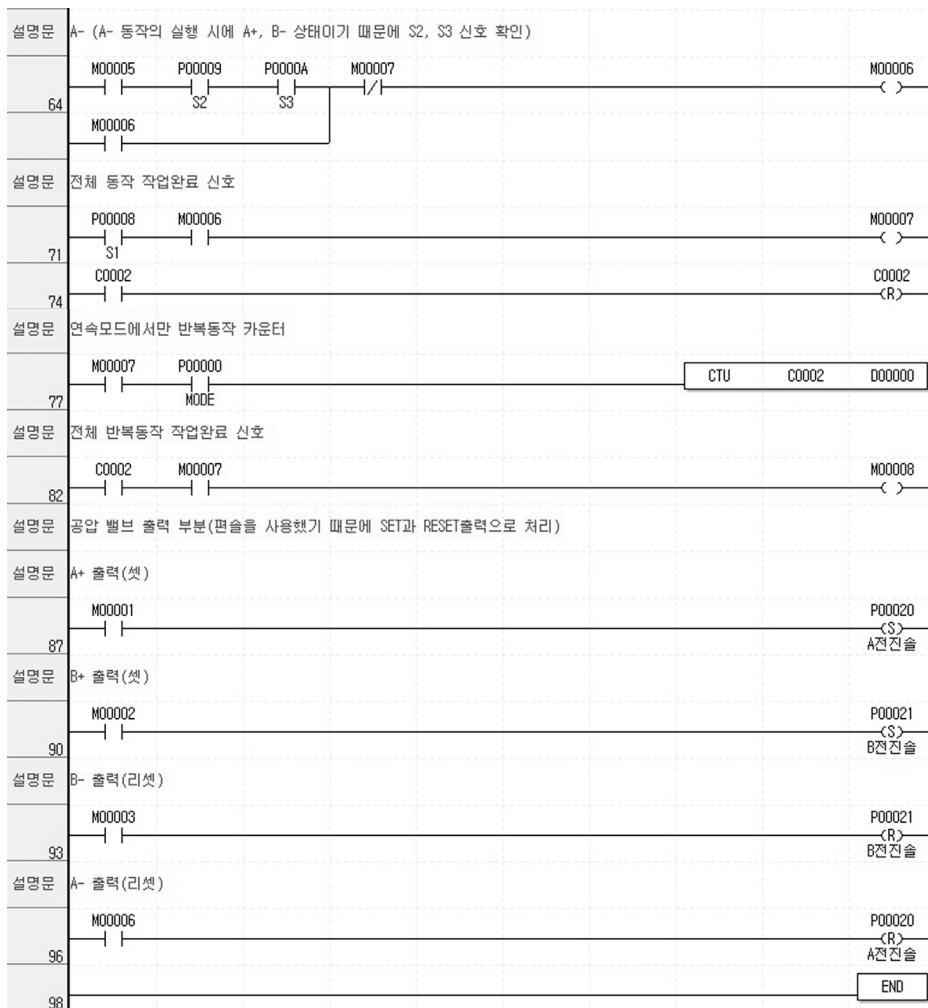 설명문 A- (A- 동작의 실행 시에 A+, B- 상태이기 때문에 S2, S3 신호 확인)
M00005 P00009 P0000A M00007 M00006
S2 S3
64
M00006
설명문 전체 동작 작업완료 신호
P00008 M00006 M00007
S1
71
C0002 C0002
(R)
74
설명문 연속모드에서만 반복동작 카운터
M00007 P00000
CTU C0002 D00000
MODE
77
설명문 전체 반복동작 작업완료 신호
C0002 M00007 M00008
82
설명문 공압 밸브 출력 부분(편솔을 사용했기 때문에 SET과 RESET출력으로 처리)
설명문 A+ 출력(셋)
M00001 P00020
(S)
87 A전진솔
설명문 B+ 출력(셋)
M00002 P00021
(S)
90 B전진솔
설명문 B- 출력(리셋)
M00003 P00021
(R)
93 B전진솔
설명문 A- 출력(리셋)
M00006 P00020
(R)
96 A전진솔
END
98